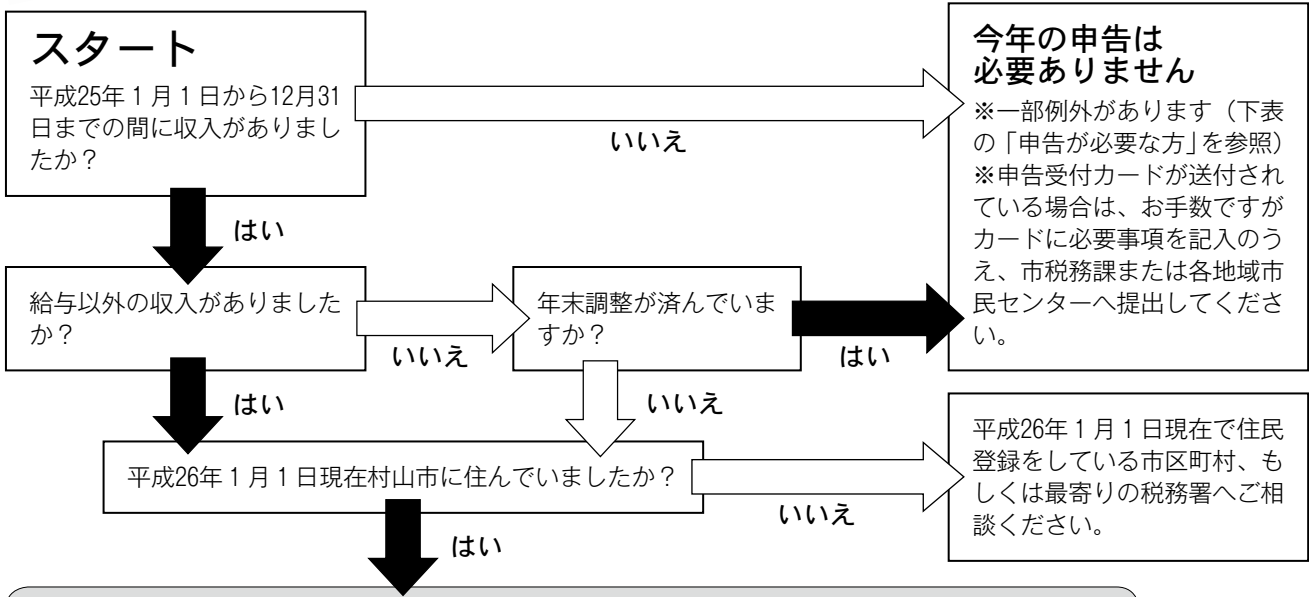 スタート
平成25年1月1日から12月31
日までの間に収入がありまし
たか?
いいえ
今年の申告は
必要ありません
※一部例外があります(下表
の「申告が必要な方」を参照)
※申告受付カードが送付され
ている場合は、お手数ですが
カードに必要事項を記入のう
え、市税務課または各地域市
民センターへ提出してくださ
い。
はい
給与以外の収入がありました
か?
いいえ
年末調整が済んでいま
すか?
はい
はい
いいえ
平成26年1月1日現在村山市に住んでいましたか?
いいえ
平成26年1月1日現在で住民
登録をしている市区町村、も
しくは最寄りの税務署へご相
談ください。
はい